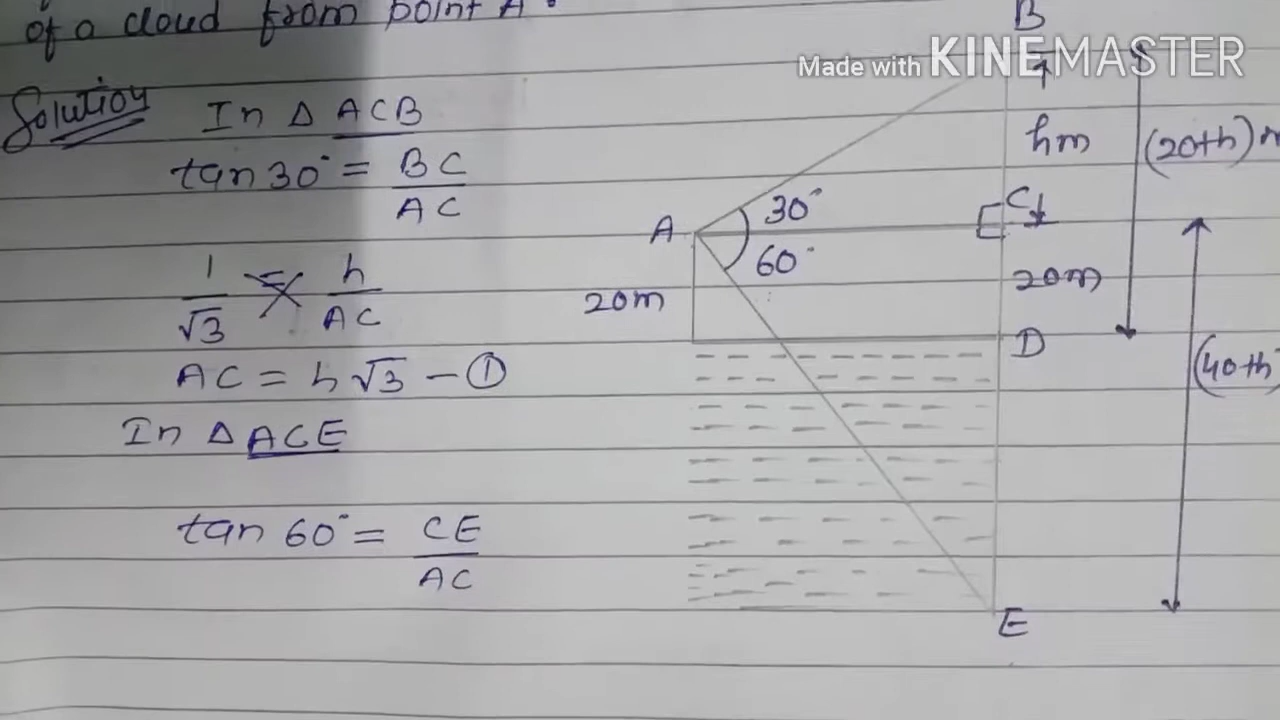 of a cloud from point A.
Made with KINEMASTER
Solution In Δ ACB
tan 30° = BC
AC
1 = h
√3 AC
AC = h√3 - ①
In Δ ACE
tan 60° = CE
AC
B
hm
(20+h)
C
A
30°
60°
20m
20m
D
(40+h)
E